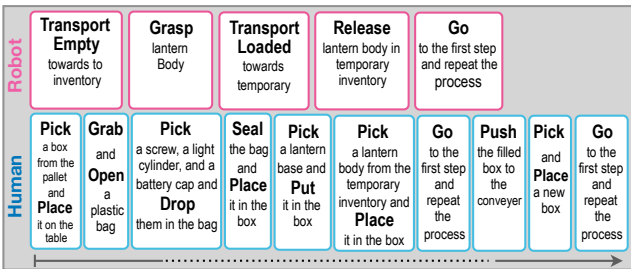 Robot
Transport
Empty
towards to
inventory
Grasp
lantern
Body
Transport
Loaded
towards
temporary
Release
lantern body in
temporary
inventory
Go
to the first step
and repeat the
process
Human
Pick
a box
from the
pallet
and
Place
it on the
table
Grab
and
Open
a
plastic
bag
Pick
a screw, a light
cylinder, and a
battery cap and
Drop
them in the bag
Seal
the bag
and
Place
it in the
box
Pick
a lantern
base and
Put
it in the
box
Pick
a lantern
body from the
temporary
inventory and
Place
it in the box
Go
to the
first step
and
repeat
the
process
Push
the filled
box to
the
conveyer
Pick
and
Place
a new
box
Go
to the
first step
and
repeat
the
process